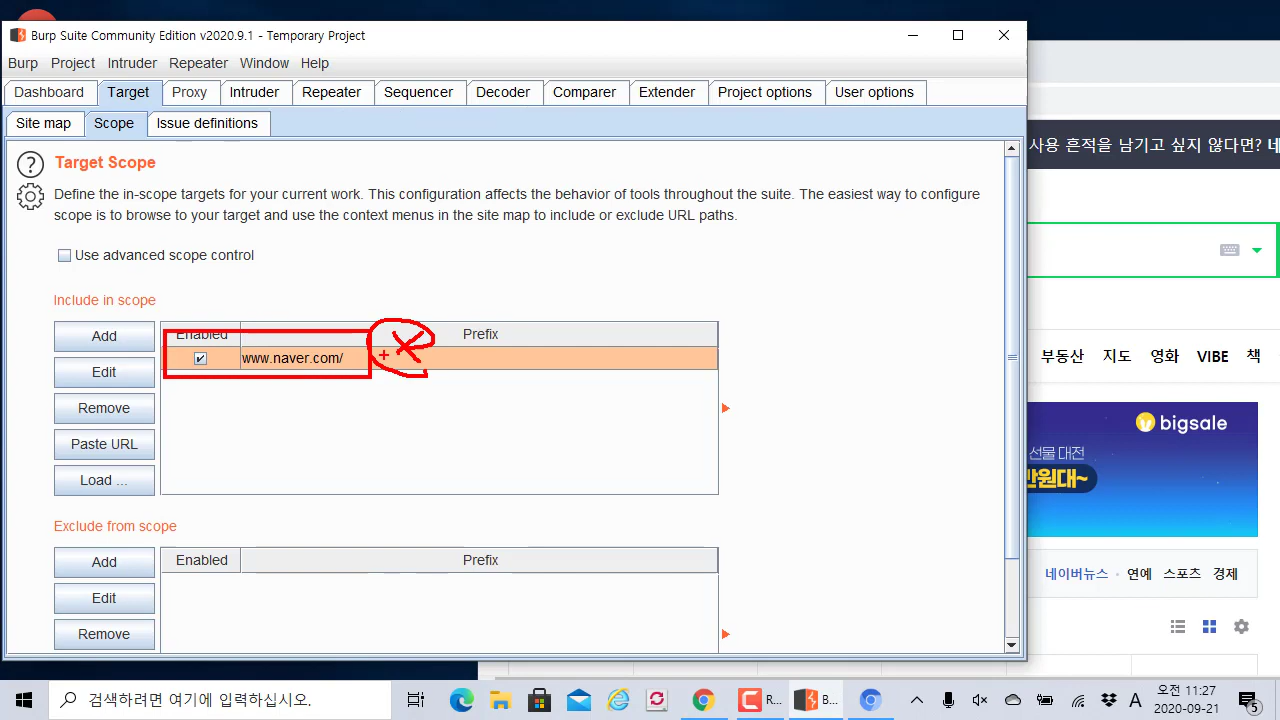 Burp Suite Community Edition v2020.9.1 - Temporary Project
Burp Project Intruder Repeater Window Help
Dashboard Target Proxy Intruder Repeater Sequencer Decoder Comparer Extender Project options User options
Site map Scope Issue definitions
Target Scope
Define the in-scope targets for your current work. This configuration affects the behavior of tools throughout the suite. The easiest way to configure
scope is to browse to your target and use the context menus in the site map to include or exclude URL paths.
Use advanced scope control
Include in scope
Add
Edit
Remove
Paste URL
Load ...
Enabled Prefix
www.naver.com/
Exclude from scope
Add
Edit
Remove
Enabled Prefix
사용 흔적을 남기고 싶지 않다면? 네
부동산 지도 영화 VIBE 책
bigsale
선물 대전
만원대~
네이버뉴스 · 연예 스포츠 경제
검색하려면 여기에 입력하십시오.
R...
B...
A
오전 11:27
2020-09-21
5